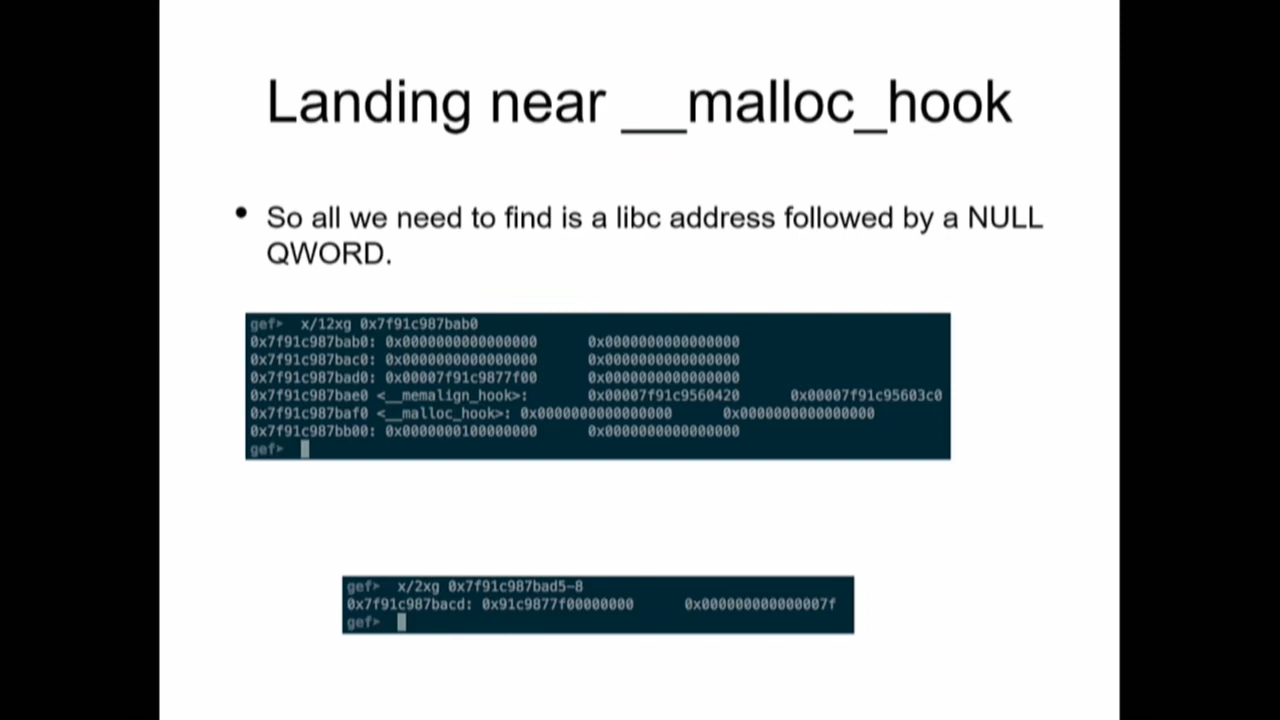 Landing near __malloc_hook
• So all we need to find is a libc address followed by a NULL
QWORD.
gef➤ x/12xg 0x7f91c987bab0
0x7f91c987bab0: 0x0000000000000000 0x0000000000000000
0x7f91c987bac0: 0x0000000000000000 0x0000000000000000
0x7f91c987bad0: 0x00007f91c9877f00 0x0000000000000000
0x7f91c987bae0 <__memalign_hook>: 0x00007f91c9560420 0x00007f91c95603c0
0x7f91c987baf0 <__malloc_hook>: 0x0000000000000000 0x0000000000000000
0x7f91c987bb00: 0x0000000100000000 0x0000000000000000
gef➤
gef➤ x/2xg 0x7f91c987bad5-8
0x7f91c987bacd: 0x91c9877f00000000 0x000000000000007f
gef➤